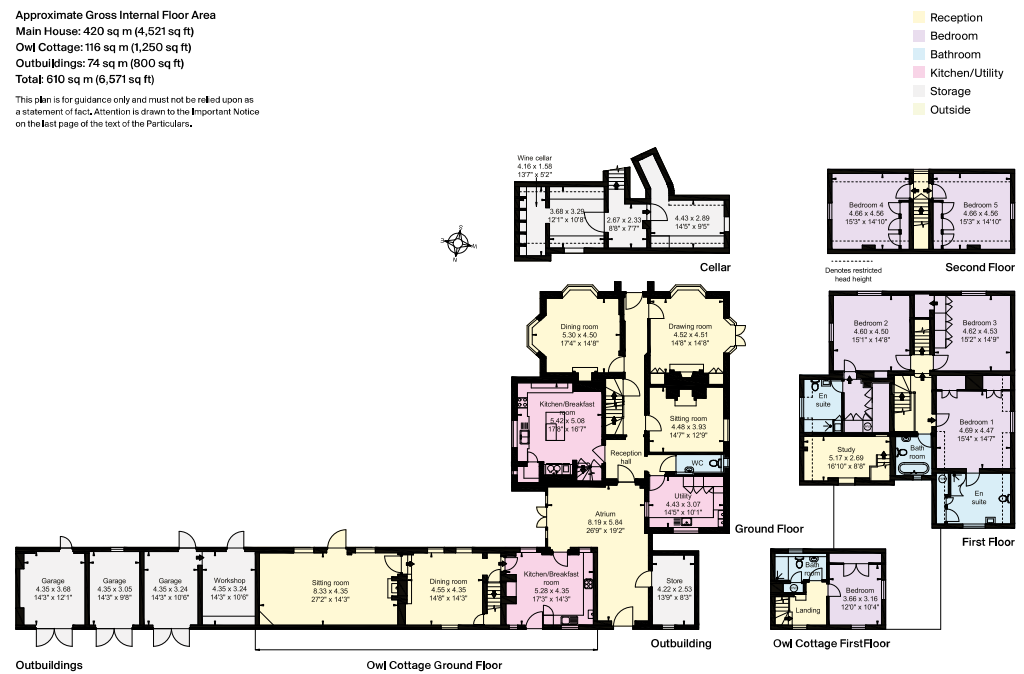 Approximate Gross Internal Floor Area
Main House: 420 sq m (4,521 sq ft)
Owl Cottage: 116 sq m (1,250 sq ft)
Outbuildings: 74 sq m (800 sq ft)
Total: 610 sq m (6,571 sq ft)
This plan is for guidance only and must not be relied upon as
a statement of fact. Attention is drawn to the Important Notice
on the last page of the text of the Particulars.
Reception
Bedroom
Bathroom
Kitchen/Utility
Storage
Outside
Wine cellar
4.16 x 1.58
13'7" x 5'2"
3.68 x 3.29
12'1" x 10'8"
2.67 x 2.33
8'8" x 7'7"
4.43 x 2.89
14'5" x 9'5"
Cellar
Bedroom 4
4.66 x 4.56
15'3" x 14'10"
Bedroom 5
4.66 x 4.56
15'3" x 14'10"
Denotes restricted
head height
Second Floor
S
E
W
N
Dining room
5.30 x 4.50
17'4" x 14'8"
Drawing room
4.52 x 4.51
14'8" x 14'8"
Kitchen/Breakfast
room
5.42 x 5.08
17'8" x 16'7"
Sitting room
4.48 x 3.93
14'7" x 12'9"
Reception
hall
WC
Utility
4.43 x 3.07
14'5" x 10'1"
Atrium
8.19 x 5.84
26'9" x 19'2"
Ground Floor
Bedroom 2
4.60 x 4.50
15'1" x 14'8"
Bedroom 3
4.62 x 4.53
15'2" x 14'9"
En
suite
Bedroom 1
4.69 x 4.47
15'4" x 14'7"
Study
5.17 x 2.69
16'10" x 8'8"
Bath
room
En
suite
First Floor
Garage
4.35 x 3.68
14'3" x 12'1"
Garage
4.35 x 3.05
14'3" x 9'8"
Garage
4.35 x 3.24
14'3" x 10'6"
Workshop
4.35 x 3.24
14'3" x 10'6"
Sitting room
8.33 x 4.35
27'2" x 14'3"
Dining room
4.55 x 4.35
14'8" x 14'3"
Kitchen/Breakfast
room
5.28 x 4.35
17'3" x 14'3"
Store
4.22 x 2.53
13'9" x 8'3"
Bath
room
Bedroom
3.66 x 3.16
12'0" x 10'4"
Landing
Outbuildings
Owl Cottage Ground Floor
Outbuilding
Owl Cottage FirstFloor